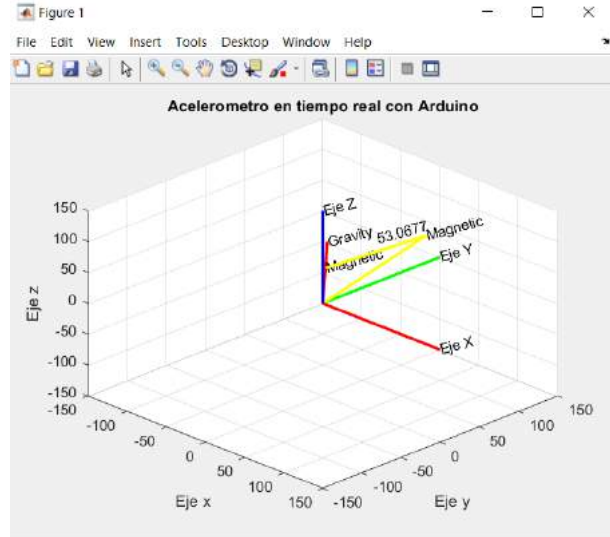 Figure 1
File Edit View Insert Tools Desktop Window Help
Acelerometro en tiempo real con Arduino
Eje Z
Gravity
53.0677
Magnetic
Magnetic
Eje Y
Eje X
150
100
50
0
-50
-100
-150
Eje z
-150
-100
-50
0
50
100
150
Eje x
-150
-100
-50
0
50
100
150
Eje y